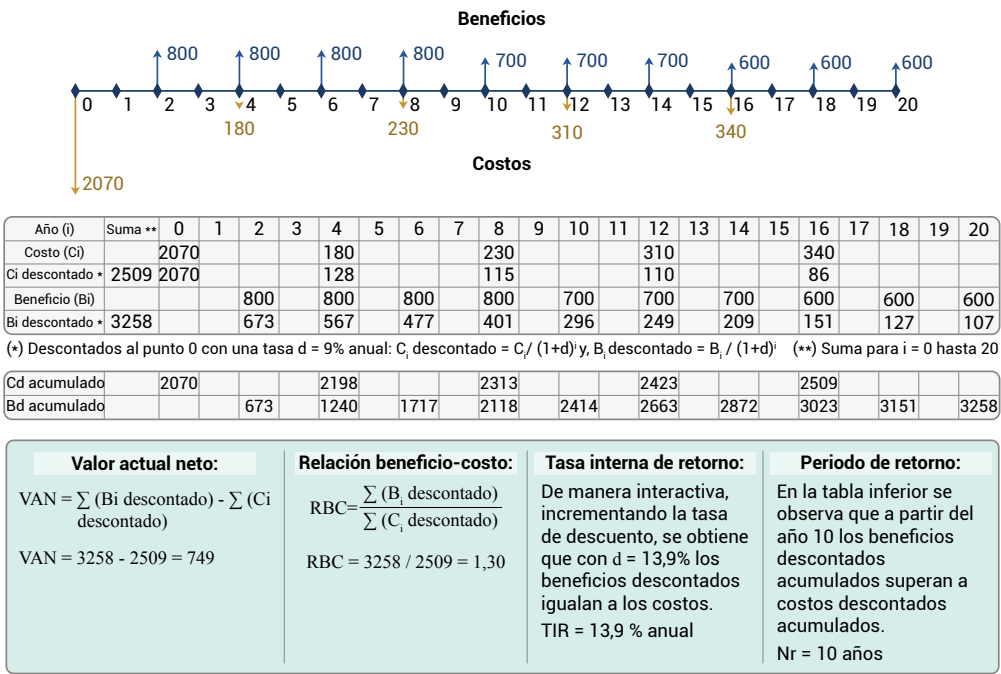 Beneficios
800 800 800 800 700 700 700 600 600 600
0 1 2 3 4 5 6 7 8 9 10 11 12 13 14 15 16 17 18 19 20
180 230 310 340
Costos
2070
Año (i) Suma ** 0 1 2 3 4 5 6 7 8 9 10 11 12 13 14 15 16 17 18 19 20
Costo (Ci) 2070 180 230 310 340
Ci descontado * 2509 2070 128 115 110 86
Beneficio (Bi) 800 800 800 800 700 700 700 600 600 600
Bi descontado * 3258 673 567 477 401 296 249 209 151 127 107
(*) Descontados al punto 0 con una tasa d = 9% anual: Ci descontado = Ci/ (1+d)i y, Bi descontado = Bi / (1+d)i (**) Suma para i = 0 hasta 20
Cd acumulado 2070 2198 2313 2423 2509
Bd acumulado 673 1240 1717 2118 2414 2663 2872 3023 3151 3258
Valor actual neto:
VAN = ∑ (Bi descontado) - ∑ (Ci
descontado)
VAN = 3258 - 2509 = 749
Relación beneficio-costo:
∑ (Bi descontado)
RBC=
∑ (Ci descontado)
RBC = 3258 / 2509 = 1,30
Tasa interna de retorno:
De manera interactiva,
incrementando la tasa
de descuento, se obtiene
que con d = 13,9% los
beneficios descontados
igualan a los costos.
TIR = 13,9 % anual
Periodo de retorno:
En la tabla inferior se
observa que a partir del
año 10 los beneficios
descontados
acumulados superan a
costos descontados
acumulados.
Nr = 10 años